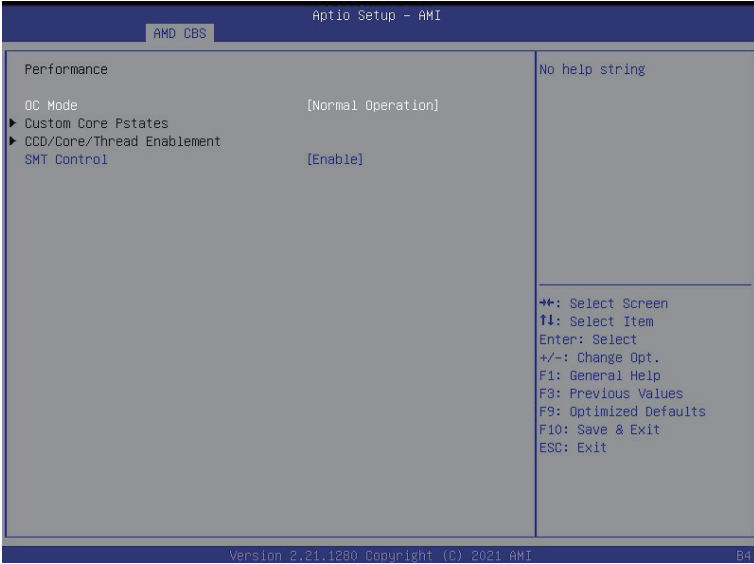 Aptio Setup – AMI
AMD CBS
Performance
OC Mode [Normal Operation]
Custom Core Pstates
CCD/Core/Thread Enablement
SMT Control [Enable]
No help string
→←: Select Screen
↑↓: Select Item
Enter: Select
+/-: Change Opt.
F1: General Help
F3: Previous Values
F9: Optimized Defaults
F10: Save & Exit
ESC: Exit
Version 2.21.1280 Copyright (C) 2021 AMI
B4